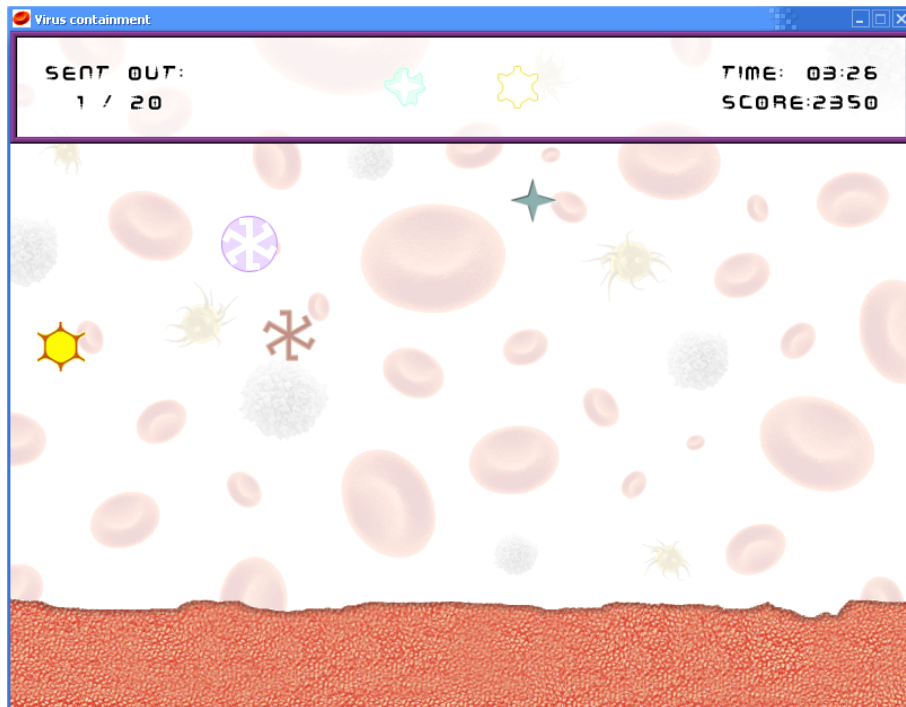 Virus containment
SENT OUT:
1 / 20
TIME: 03:26
SCORE:2350